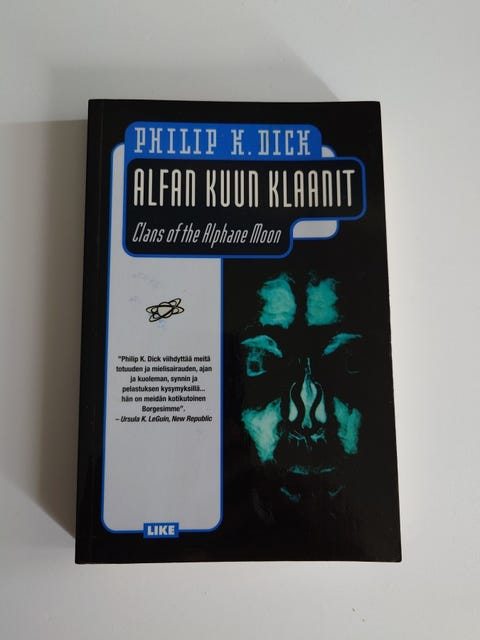 PHILIP K. DICK
ALFAN KUUN KLAANIT
Clans of the Alphane Moon
"Philip K. Dick viihdyttää meitä
totuuden ja mielisairauden, ajan
ja kuoleman, synnin ja
pelastuksen kysymyksillä...
hän on meidän kotikutoinen
Borgesimme".
– Ursula K. LeGuin, New Republic
LIKE